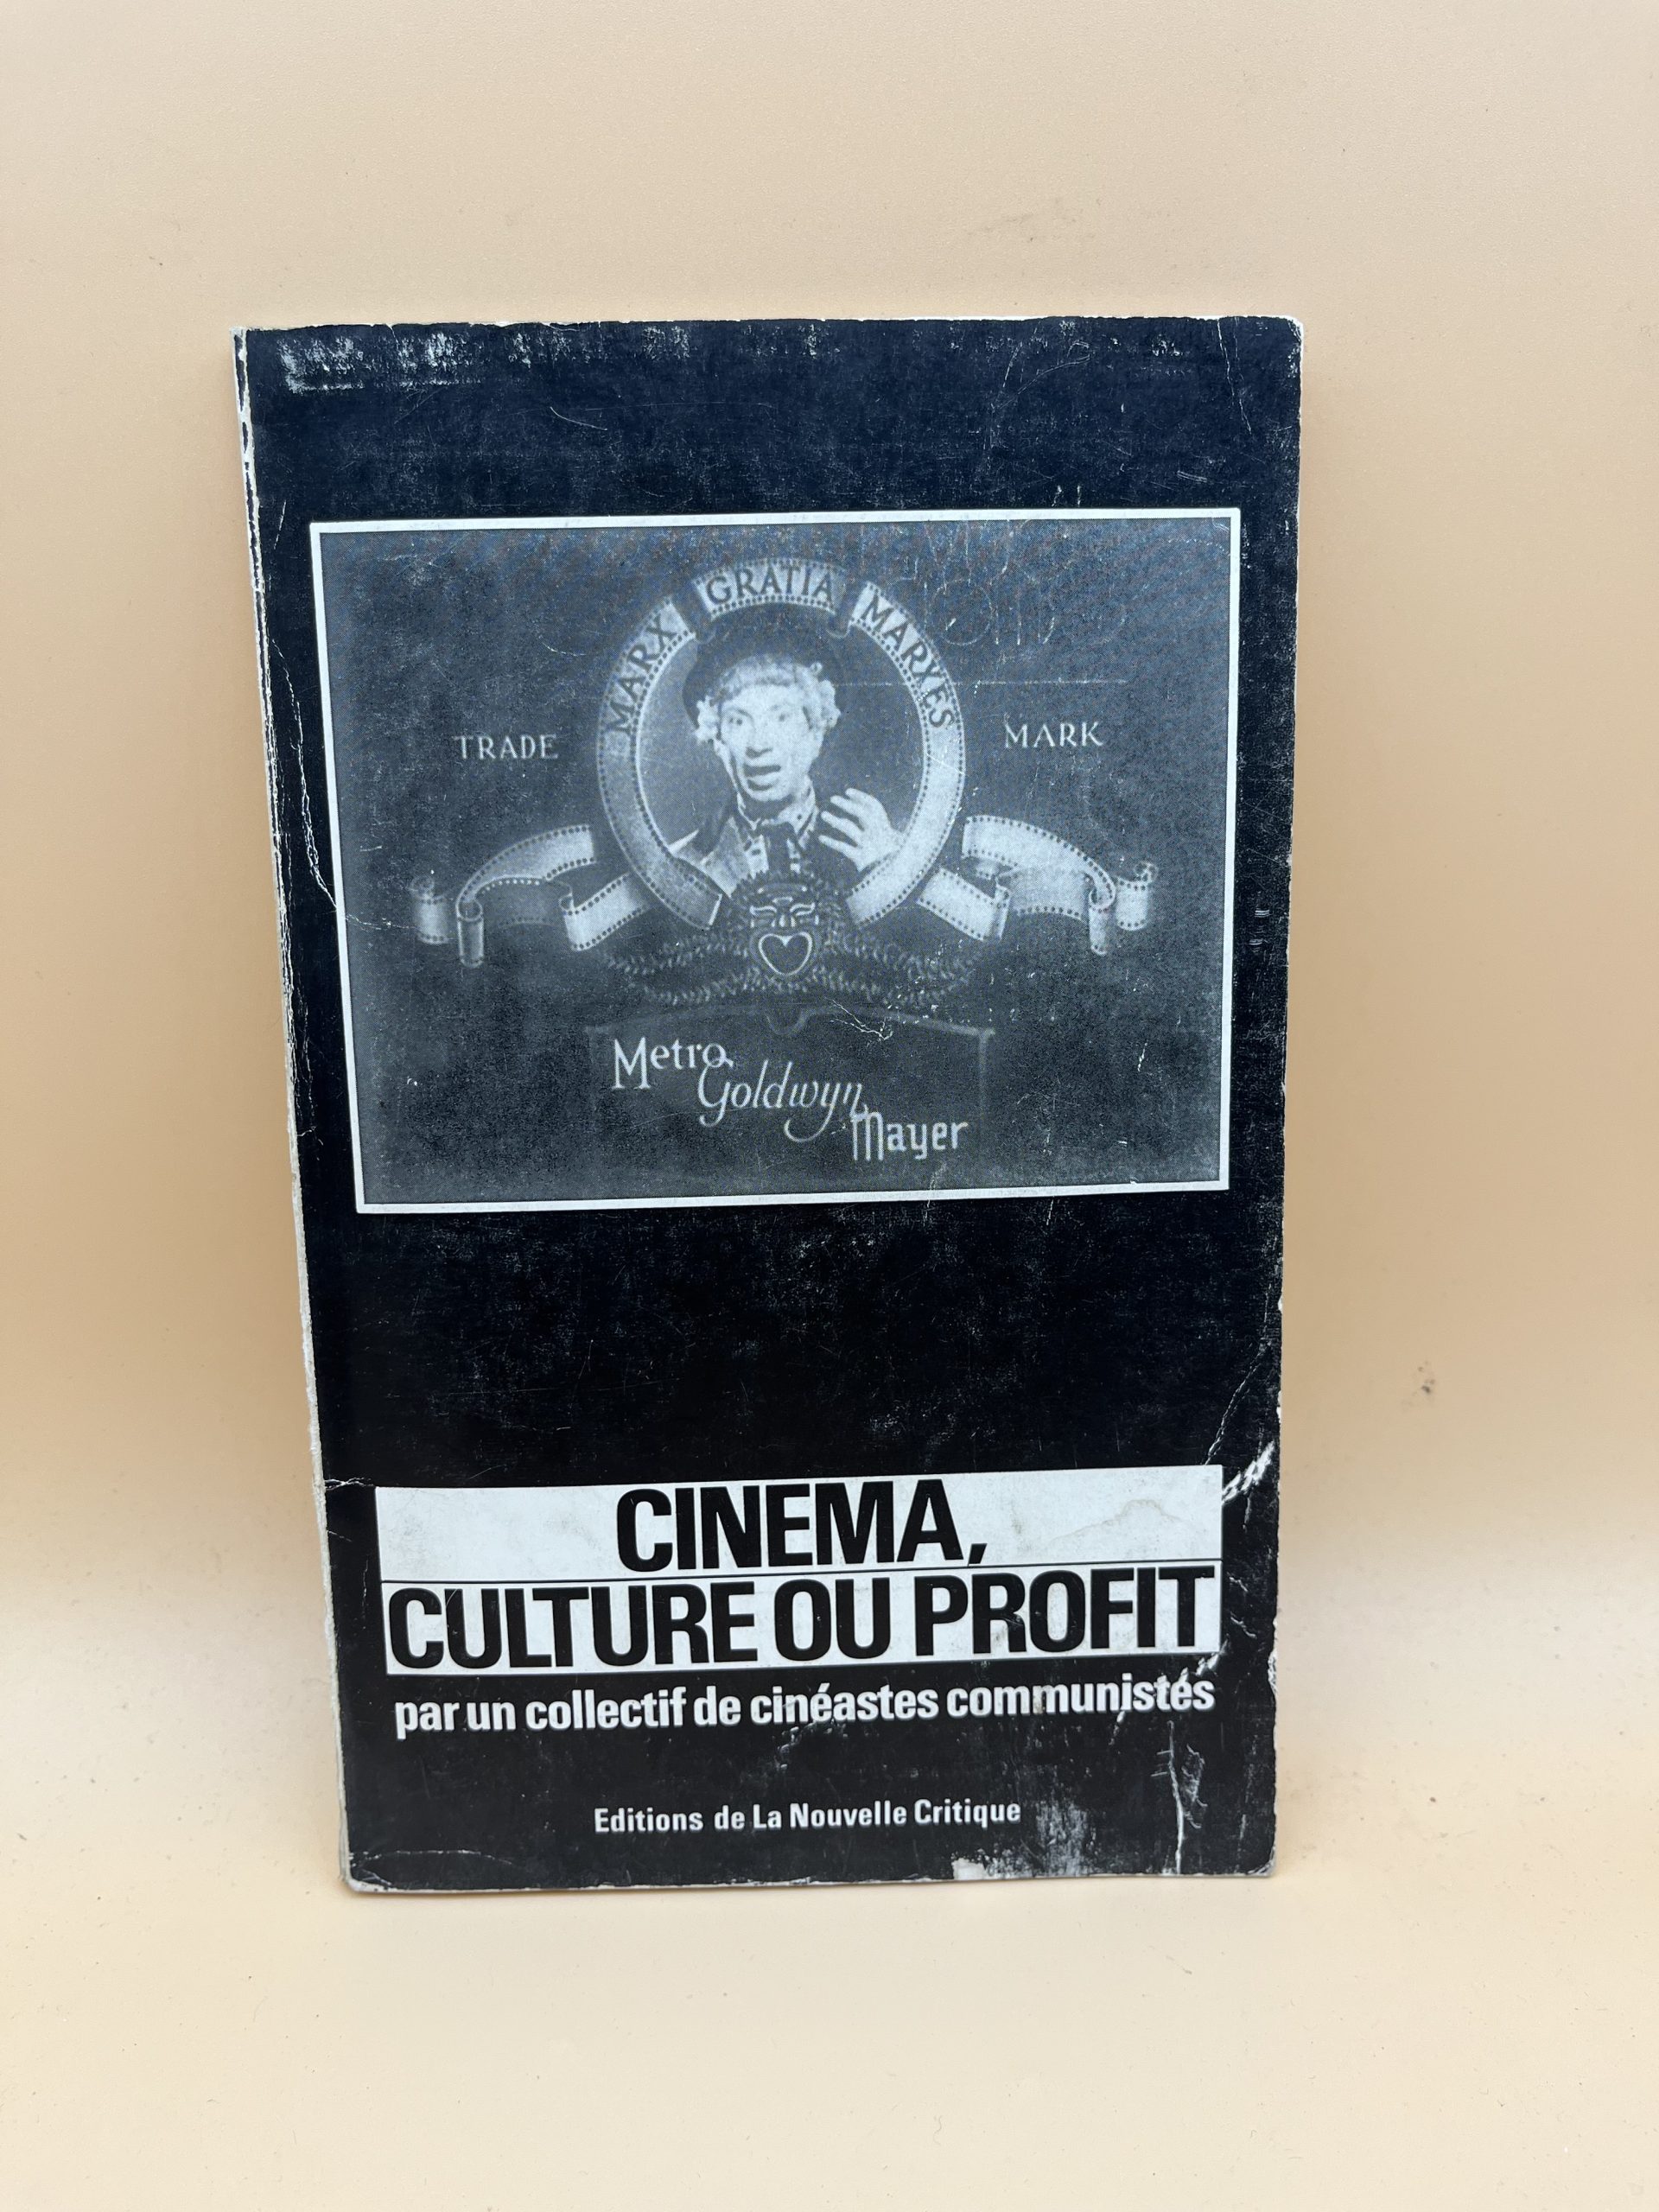 MARX GRATIA MARXES
TRADE MARK
Metro
Goldwyn
Mayer
CINEMA,
CULTURE OU PROFIT
par un collectif de cinéastes communistes
Editions de La Nouvelle Critique